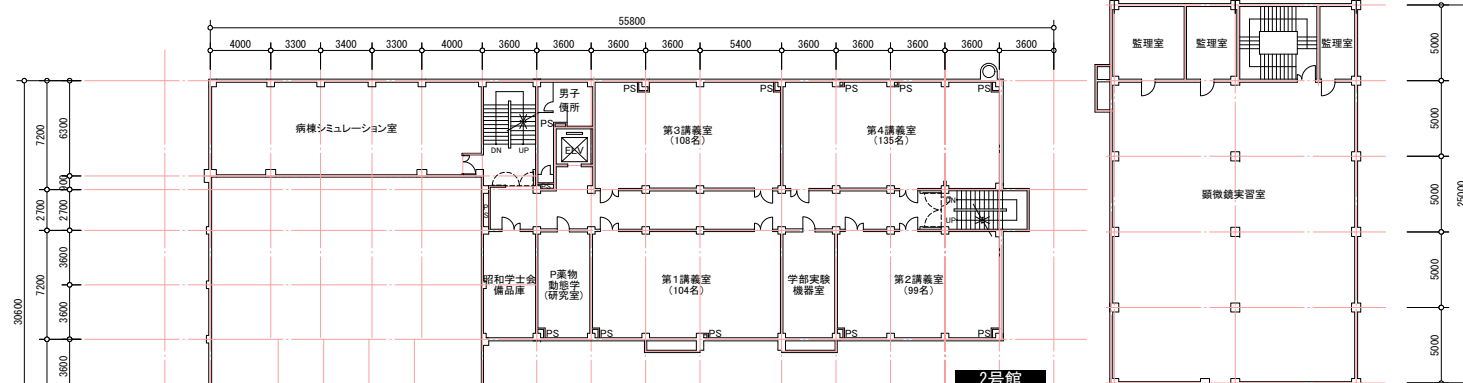 55800
4000 3300 3400 3300 4000 3600 3600 3600 3600 5400 3600 3600 3600 3600 3600
監理室
監理室
監理室
5000
5000
5000
5000
5000
25000
男子
便所
PS
PS
PS
PS
PS
PS
病棟シミュレーション室
ELV
DN UP
PS
第3講義室
(108名)
第4講義室
(135名)
7200
6300
900
2700
2700
30600
7200
3600
3600
3600
PS
DN
UP
顕微鏡実習室
昭和学士会
備品庫
P薬物
動態学
(研究室)
第1講義室
(104名)
学部実験
機器室
第2講義室
(99名)
PS
PS
PS
PS
PS
2号館